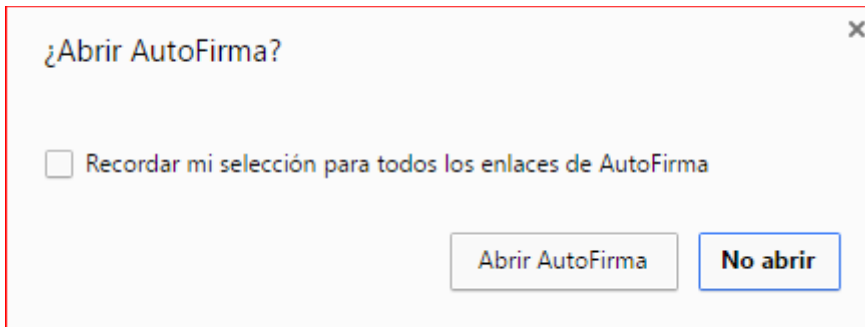 ¿Abrir AutoFirma?
Recordar mi selección para todos los enlaces de AutoFirma
Abrir AutoFirma
No abrir